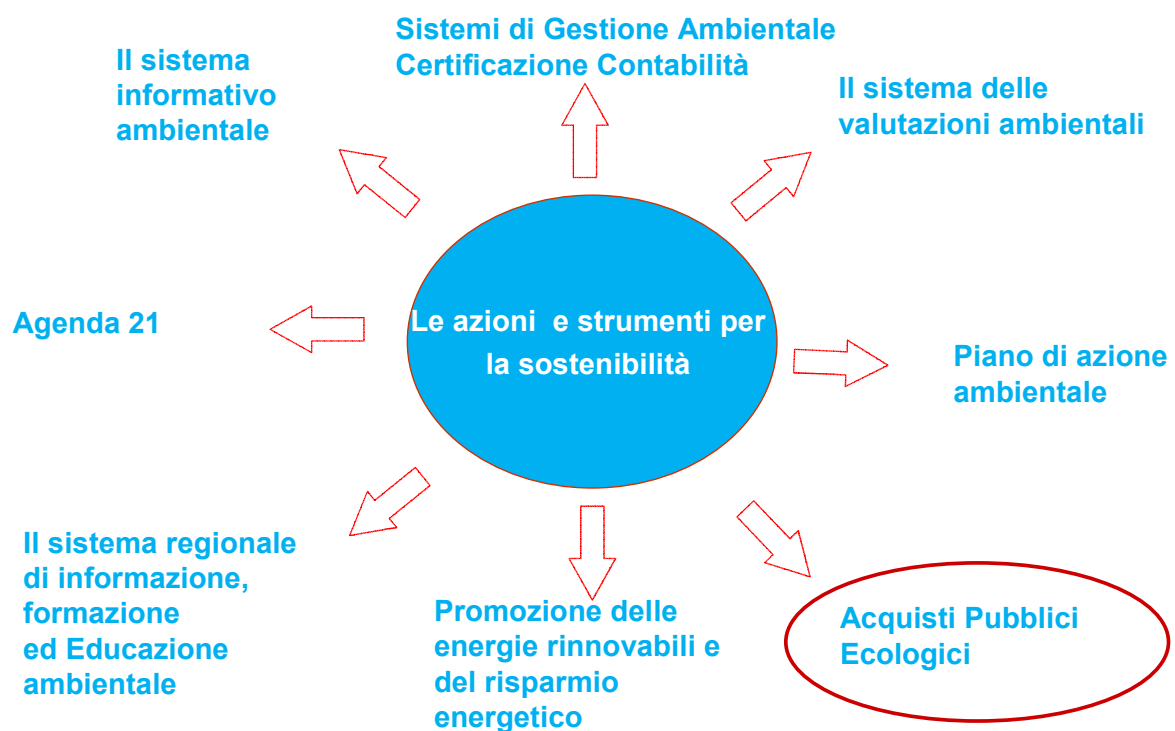 Sistemi di Gestione Ambientale
Certificazione Contabilità
Il sistema
informativo
ambientale
Il sistema delle
valutazioni ambientali
Agenda 21
Le azioni e strumenti per
la sostenibilità
Piano di azione
ambientale
Il sistema regionale
di informazione,
formazione
ed Educazione
ambientale
Promozione delle
energie rinnovabili e
del risparmio
energetico
Acquisti Pubblici
Ecologici